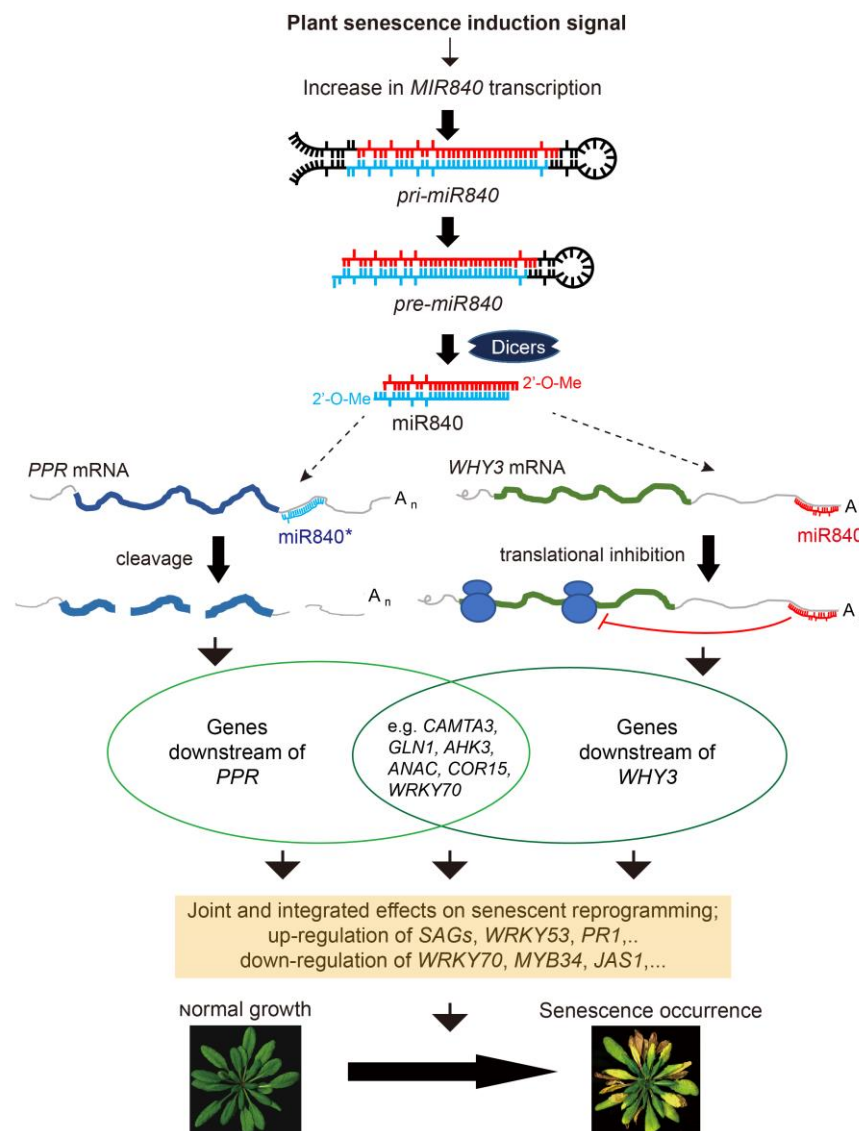 Plant senescence induction signal
Increase in MIR840 transcription
pri-miR840
pre-miR840
Dicers
2'-O-Me
2'-O-Me
miR840
PPR mRNA
WHY3 mRNA
An
A
miR840*
miR840
cleavage
translational inhibition
An
A
Genes
downstream of
PPR
e.g. CAMTA3,
GLN1, AHK3,
ANAC, COR15,
WRKY70
Genes
downstream of
WHY3
Joint and integrated effects on senescent reprogramming;
up-regulation of SAGs, WRKY53, PR1,..
down-regulation of WRKY70, MYB34, JAS1,...
Normal growth
Senescence occurrence